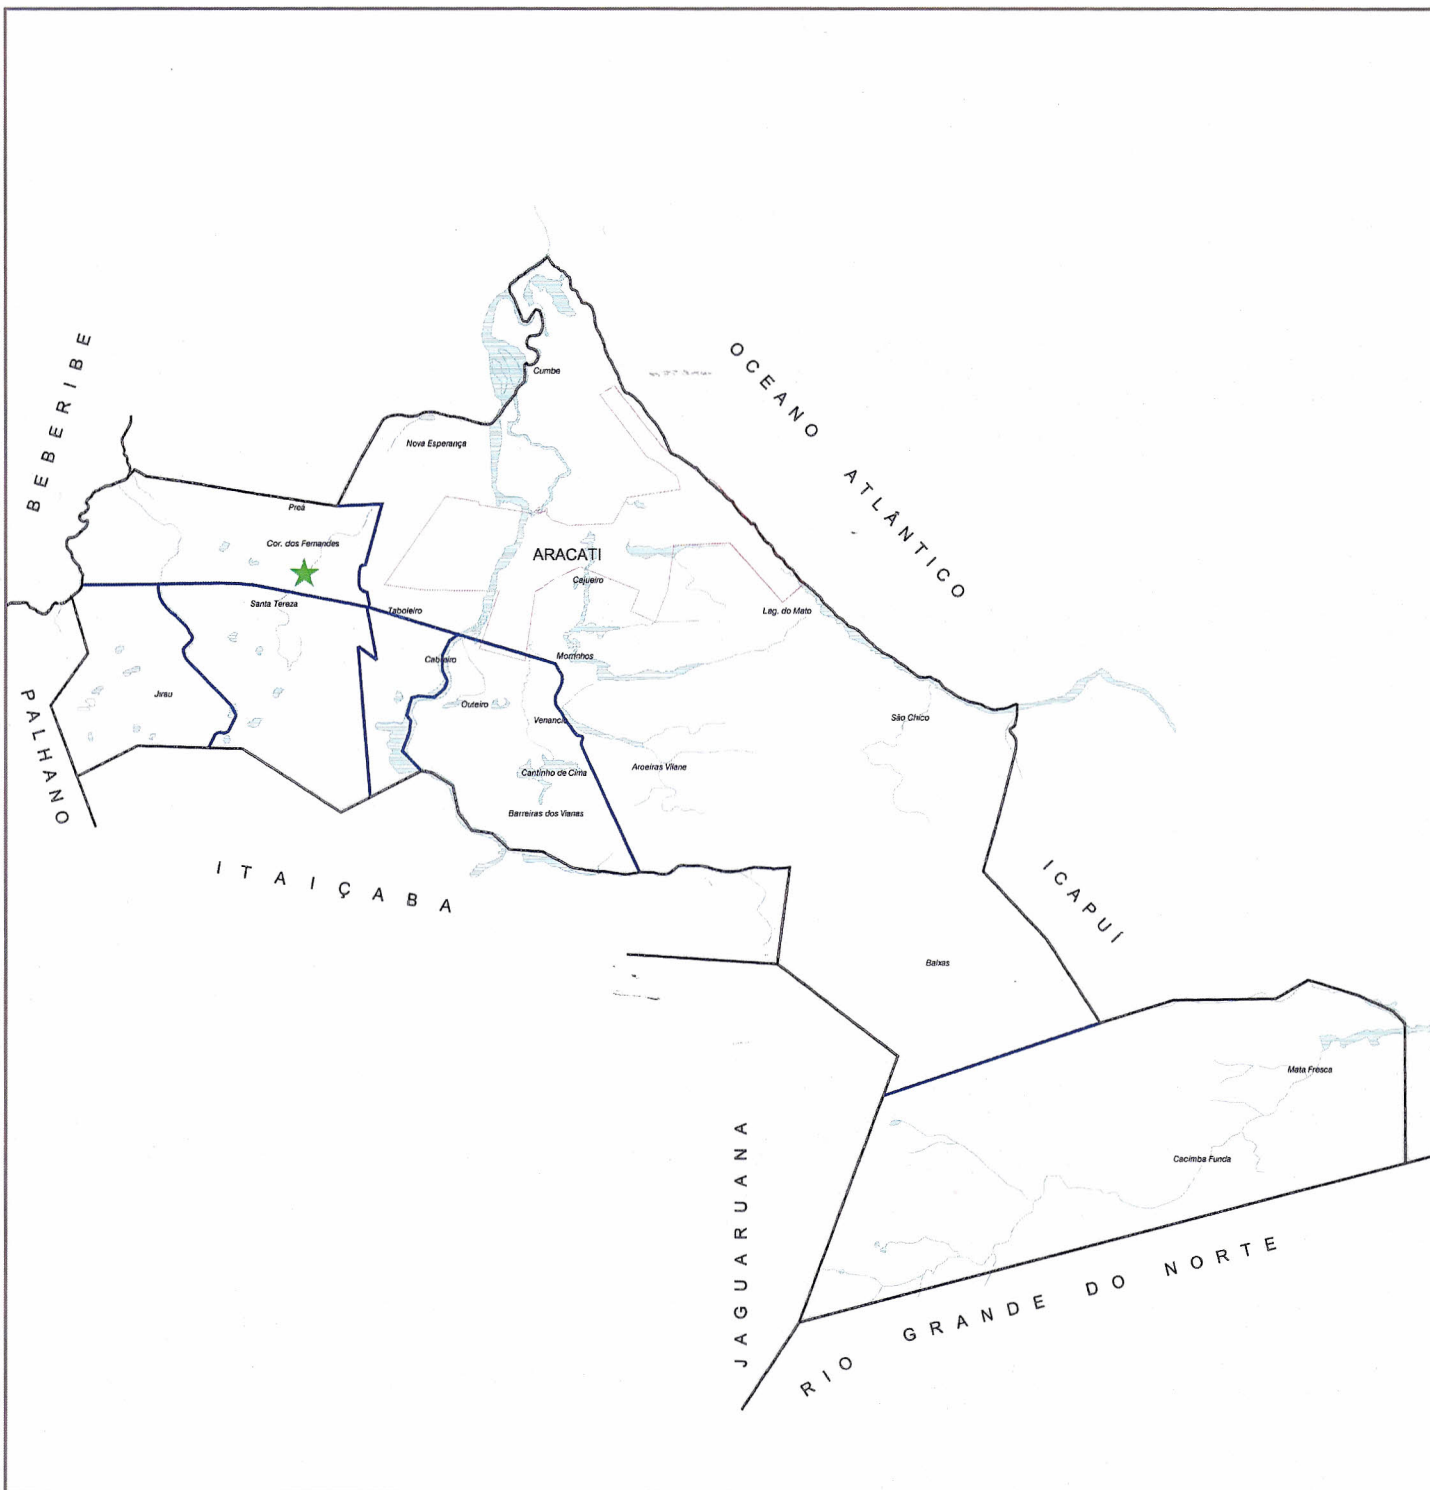 BEBERIBE
OCEANO ATLÂNTICO
Cumbe
Nova Esperança
Preá
Cor. dos Fernandes
ARACATI
Cajueiro
Santa Tereza
Taboleiro
Lag. do Mato
Morrinhos
Jirau
Outeiro
Venancio
São Chico
Aroeiras Vilane
Cantinho de Cima
Barreiras dos Vianas
PALHANO
ITAIÇABA
ICAPUÍ
Baixas
Mata Fresca
Cacimba Funda
JAGUARUANA
RIO GRANDE DO NORTE